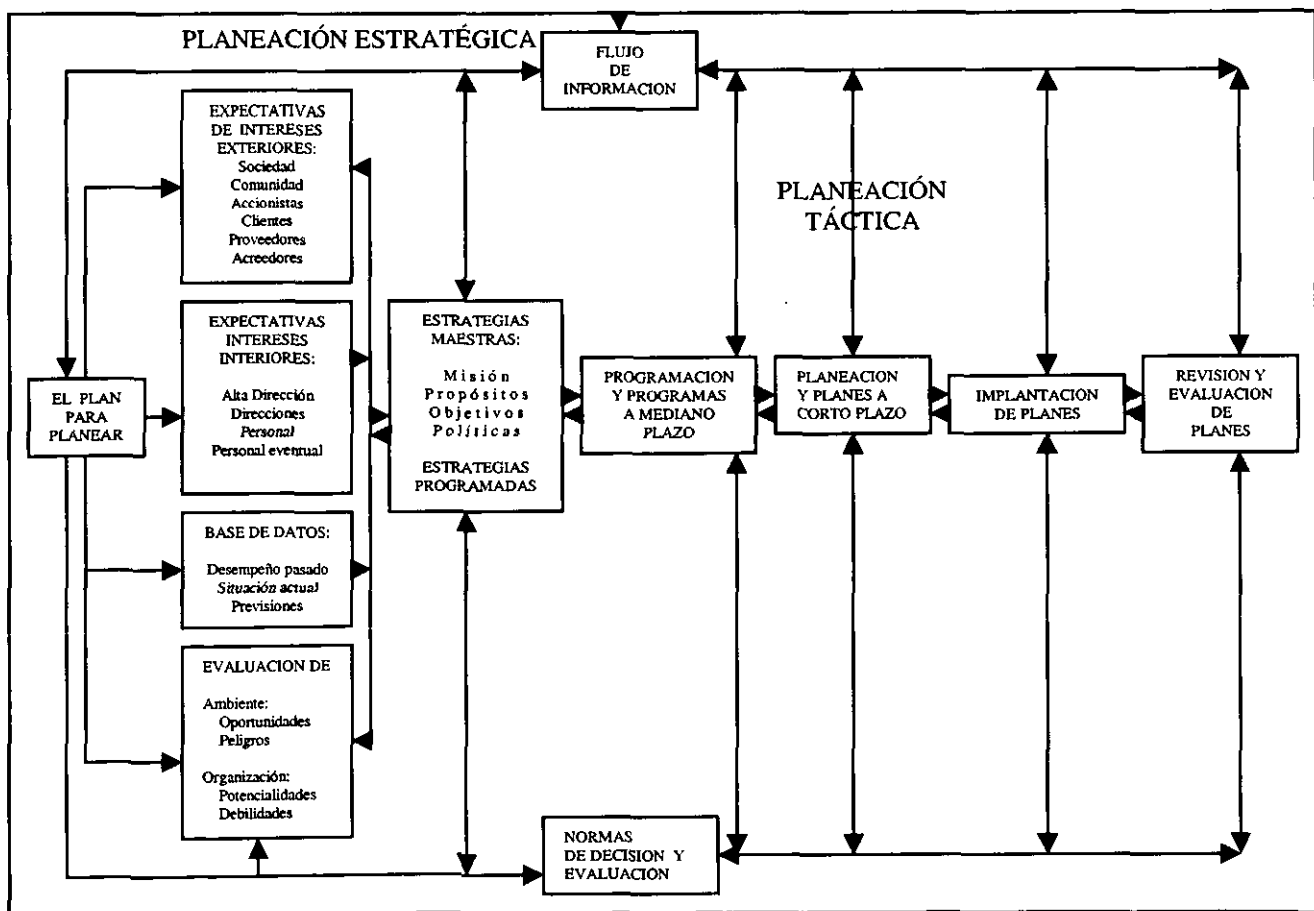 PLANEACIÓN ESTRATÉGICA
FLUJO
DE
INFORMACION
EXPECTATIVAS
DE INTERESES
EXTERIORES:
Sociedad
Comunidad
Accionistas
Clientes
Proveedores
Acreedores
PLANEACIÓN
TÁCTICA
EL PLAN
PARA
PLANEAR
EXPECTATIVAS
INTERESES
INTERIORES:
Alta Dirección
Direcciones
Personal
Personal eventual
BASE DE DATOS:
Desempeño pasado
Situación actual
Previsiones
EVALUACION DE
Ambiente:
Oportunidades
Peligros
Organización:
Potencialidades
Debilidades
ESTRATEGIAS
MAESTRAS:
Misión
Propósitos
Objetivos
Políticas
ESTRATEGIAS
PROGRAMADAS
PROGRAMACION
Y PROGRAMAS
A MEDIANO
PLAZO
PLANEACION
Y PLANES A
CORTO PLAZO
IMPLANTACION
DE PLANES
REVISION Y
EVALUACION
DE
PLANES
NORMAS
DE DECISION Y
EVALUACION